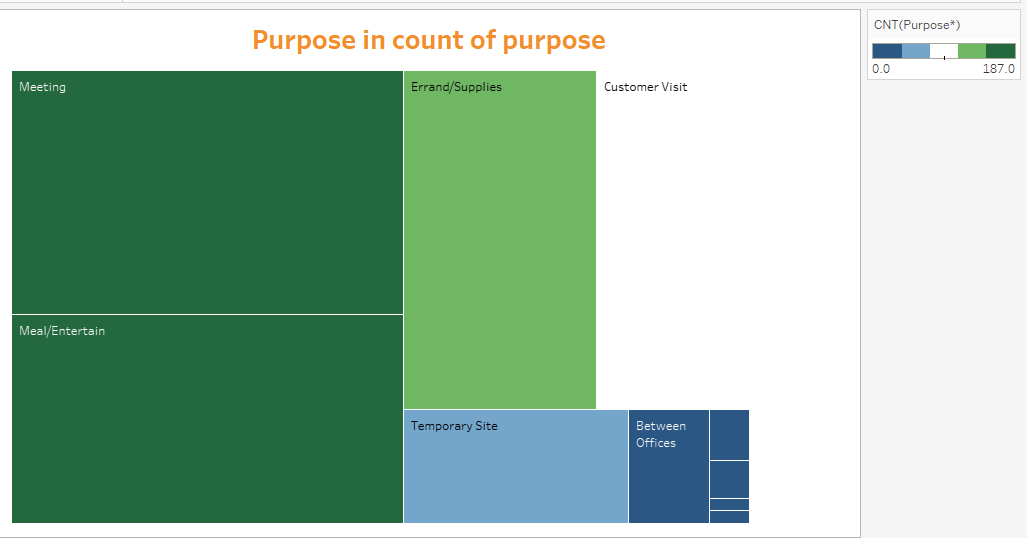 Purpose in count of purpose
CNT(Purpose*)
0.0
187.0
Meeting
Errand/Supplies
Customer Visit
Meal/Entertain
Temporary Site
Between
Offices